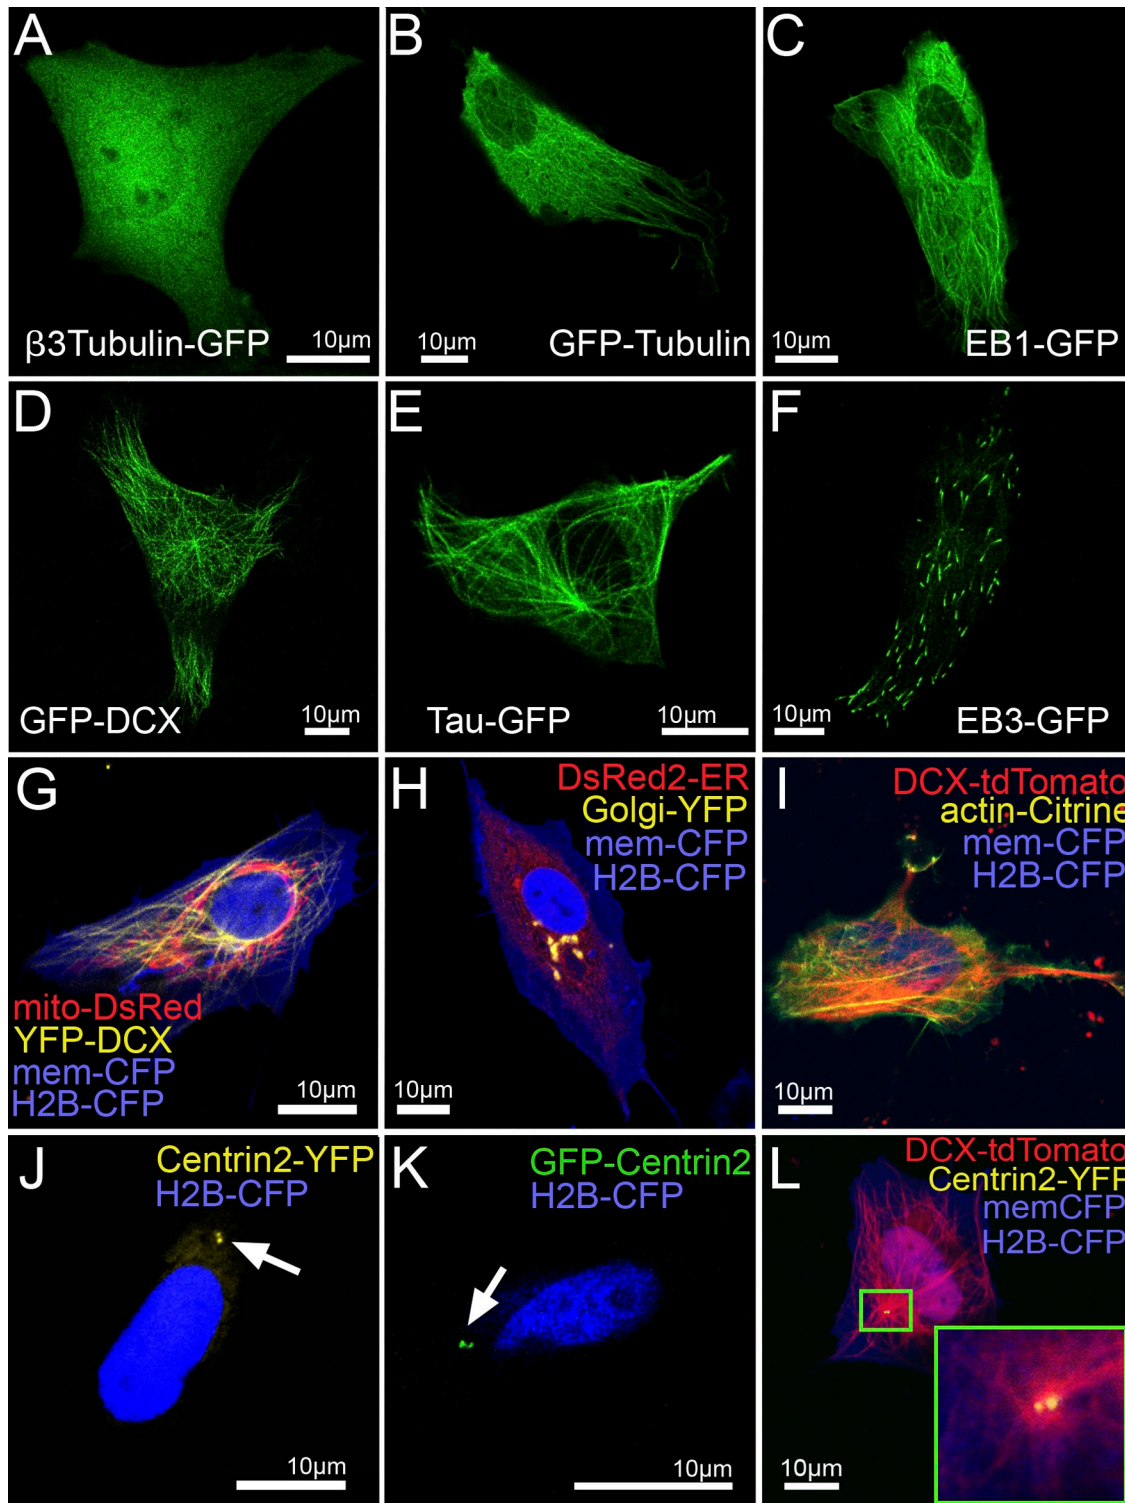 A
β3Tubulin-GFP
10µm
B
10µm
GFP-Tubulin
C
10µm
EB1-GFP
D
GFP-DCX
10µm
E
Tau-GFP
10µm
F
10µm
EB3-GFP
G
mito-DsRed
YFP-DCX
mem-CFP
H2B-CFP
10µm
H
DsRed2-ER
Golgi-YFP
mem-CFP
H2B-CFP
10µm
I
DCX-tdTomato
actin-Citrine
mem-CFP
H2B-CFP
10µm
J
Centrin2-YFP
H2B-CFP
10µm
K
GFP-Centrin2
H2B-CFP
10µm
L
DCX-tdTomato
Centrin2-YFP
memCFP
H2B-CFP
10µm